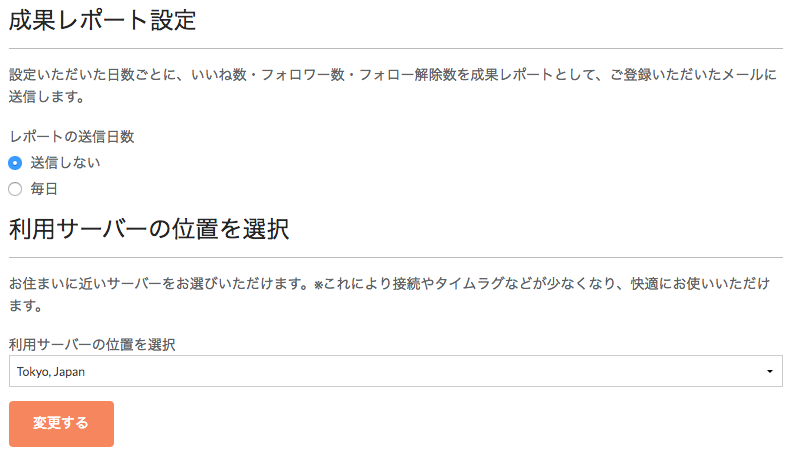 成果レポート設定
設定いただいた日数ごとに、いいね数・フォロワー数・フォロー解除数を成果レポートとして、ご登録いただいたメールに
送信します。
レポートの送信日数
送信しない
毎日
利用サーバーの位置を選択
お住まいに近いサーバーをお選びいただけます。※これにより接続やタイムラグなどが少なくなり、快適にお使いいただけ
ます。
利用サーバーの位置を選択
Tokyo, Japan
変更する